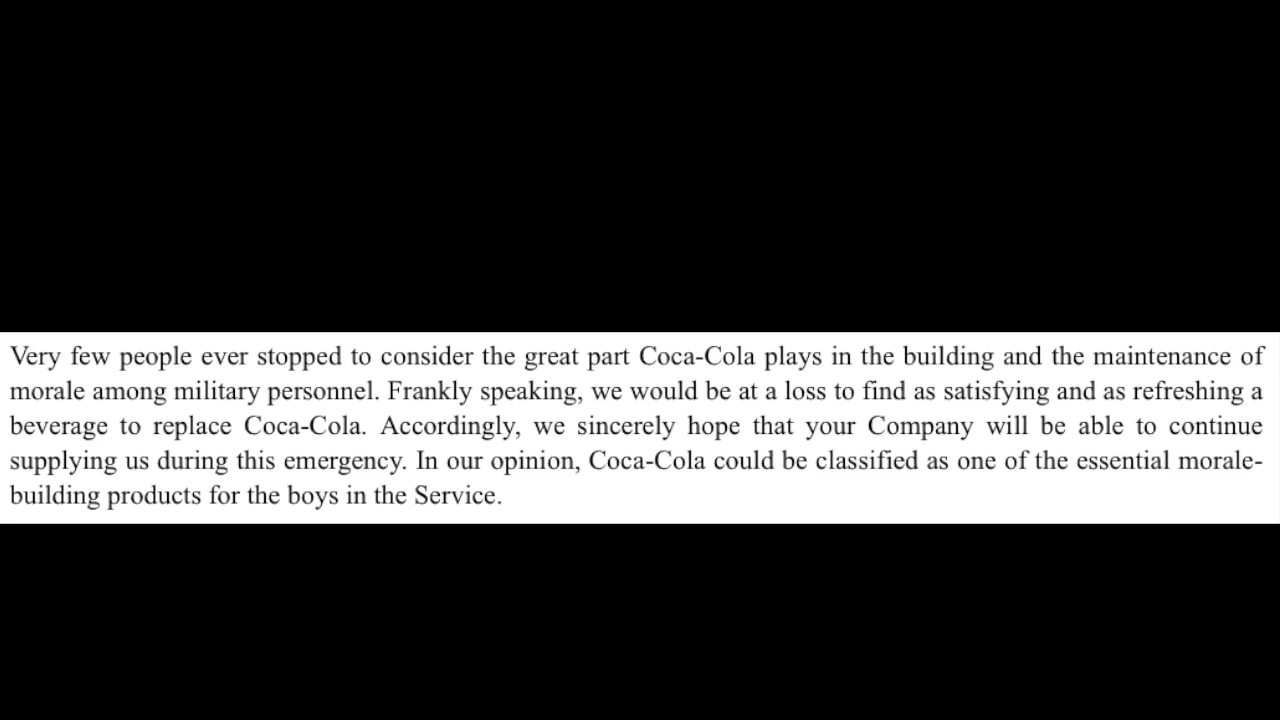 Very few people ever stopped to consider the great part Coca-Cola plays in the building and the maintenance of
morale among military personnel. Frankly speaking, we would be at a loss to find as satisfying and as refreshing a
beverage to replace Coca-Cola. Accordingly, we sincerely hope that your Company will be able to continue
supplying us during this emergency. In our opinion, Coca-Cola could be classified as one of the essential morale-
building products for the boys in the Service.